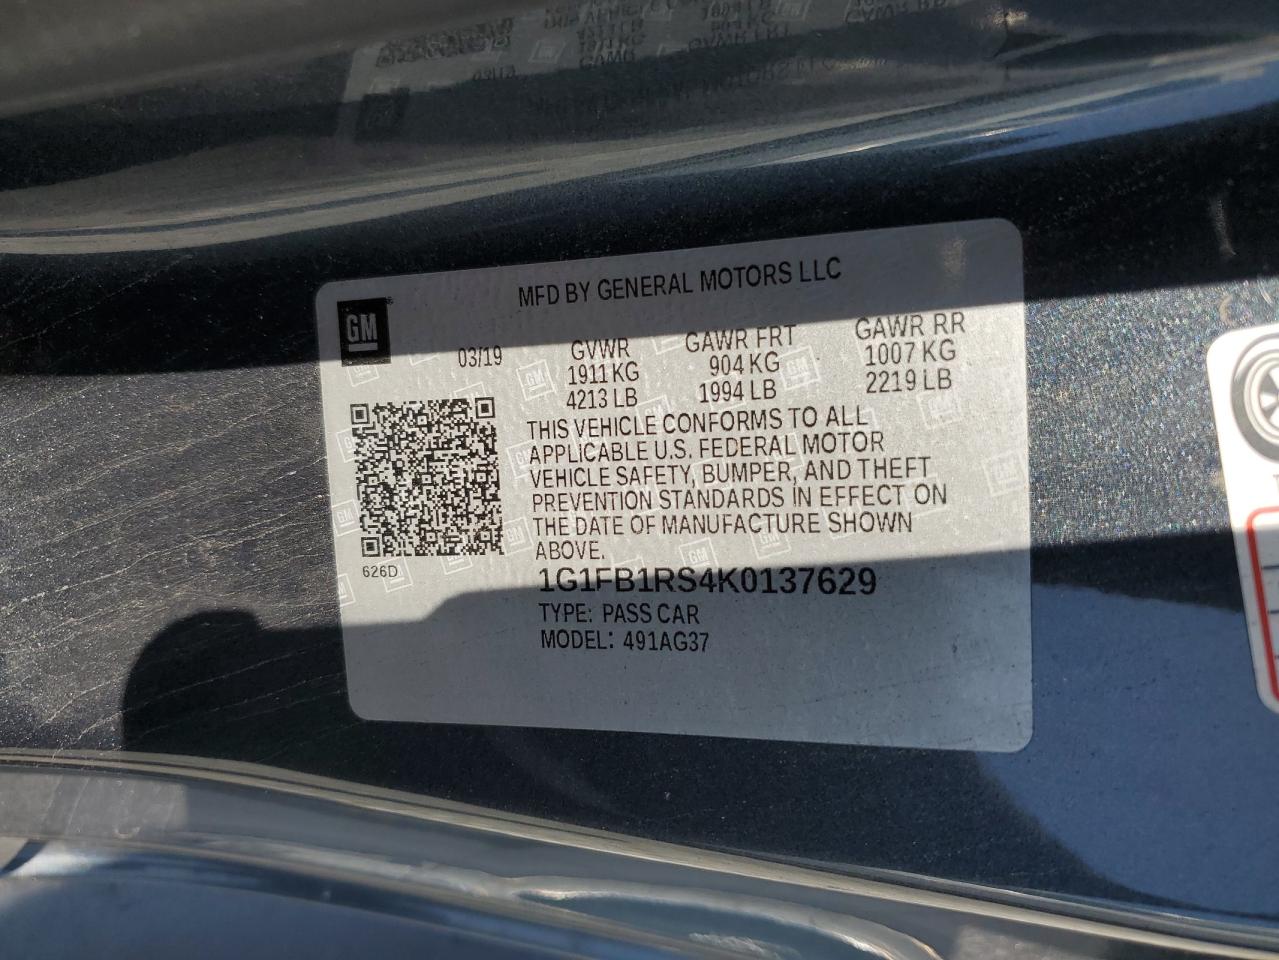 MFD BY GENERAL MOTORS LLC
GM
03/19 GVWR GAWR FRT GAWR RR
1911 KG 904 KG 1007 KG
4213 LB 1994 LB 2219 LB
THIS VEHICLE CONFORMS TO ALL
APPLICABLE U.S. FEDERAL MOTOR
VEHICLE SAFETY, BUMPER, AND THEFT
PREVENTION STANDARDS IN EFFECT ON
THE DATE OF MANUFACTURE SHOWN
ABOVE.
626D
1G1FB1RS4K0137629
TYPE: PASS CAR
MODEL: 491AG37